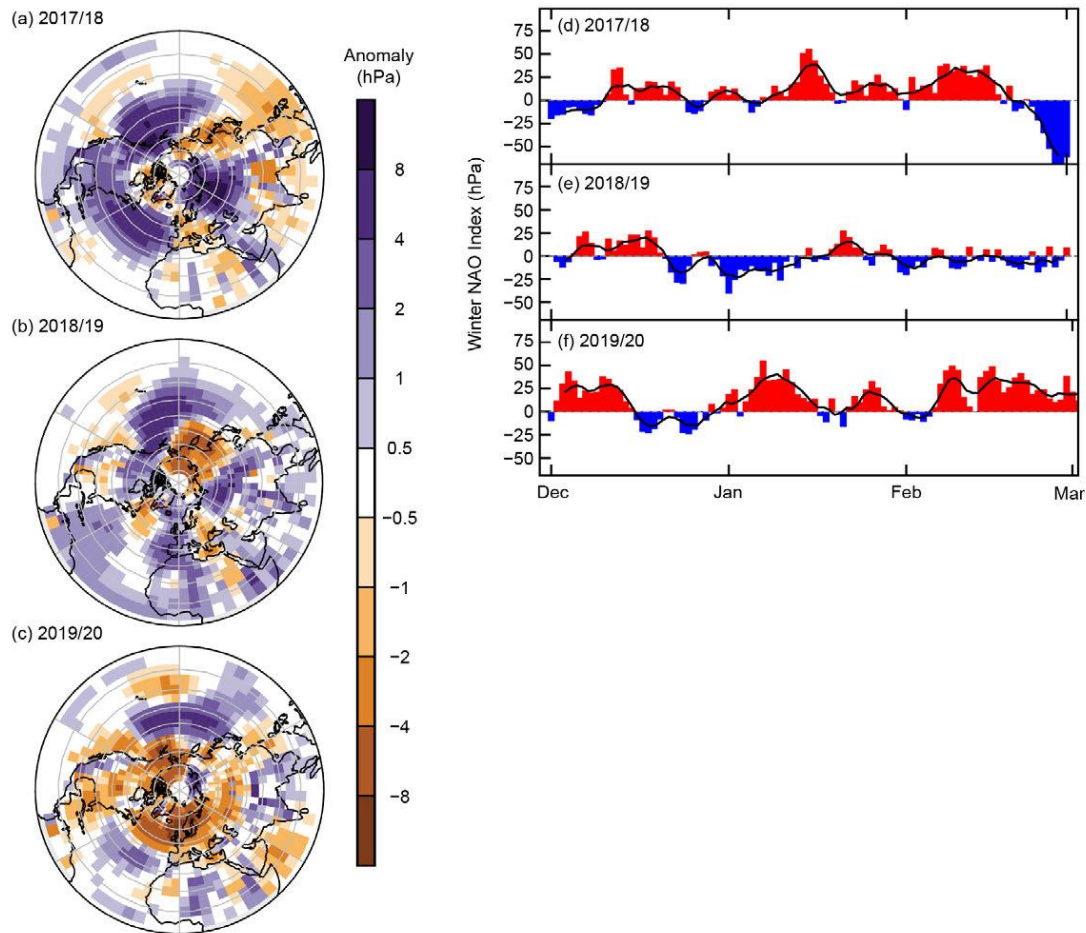 (a) 2017/18
Anomaly
(hPa)
8
4
2
1
0.5
−0.5
−1
−2
−4
−8
(b) 2018/19
(c) 2019/20
Winter NAO Index (hPa)
(d) 2017/18
75
50
25
0
−25
−50
(e) 2018/19
75
50
25
0
−25
−50
(f) 2019/20
75
50
25
0
−25
−50
Dec Jan Feb Mar